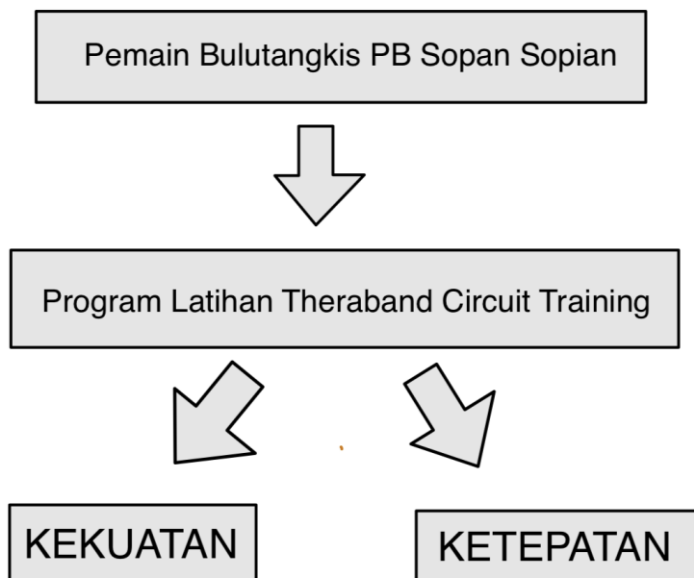 Pemain Bulutangkis PB Sopan Sopian
Program Latihan Theraband Circuit Training
KEKUATAN
KETEPATAN